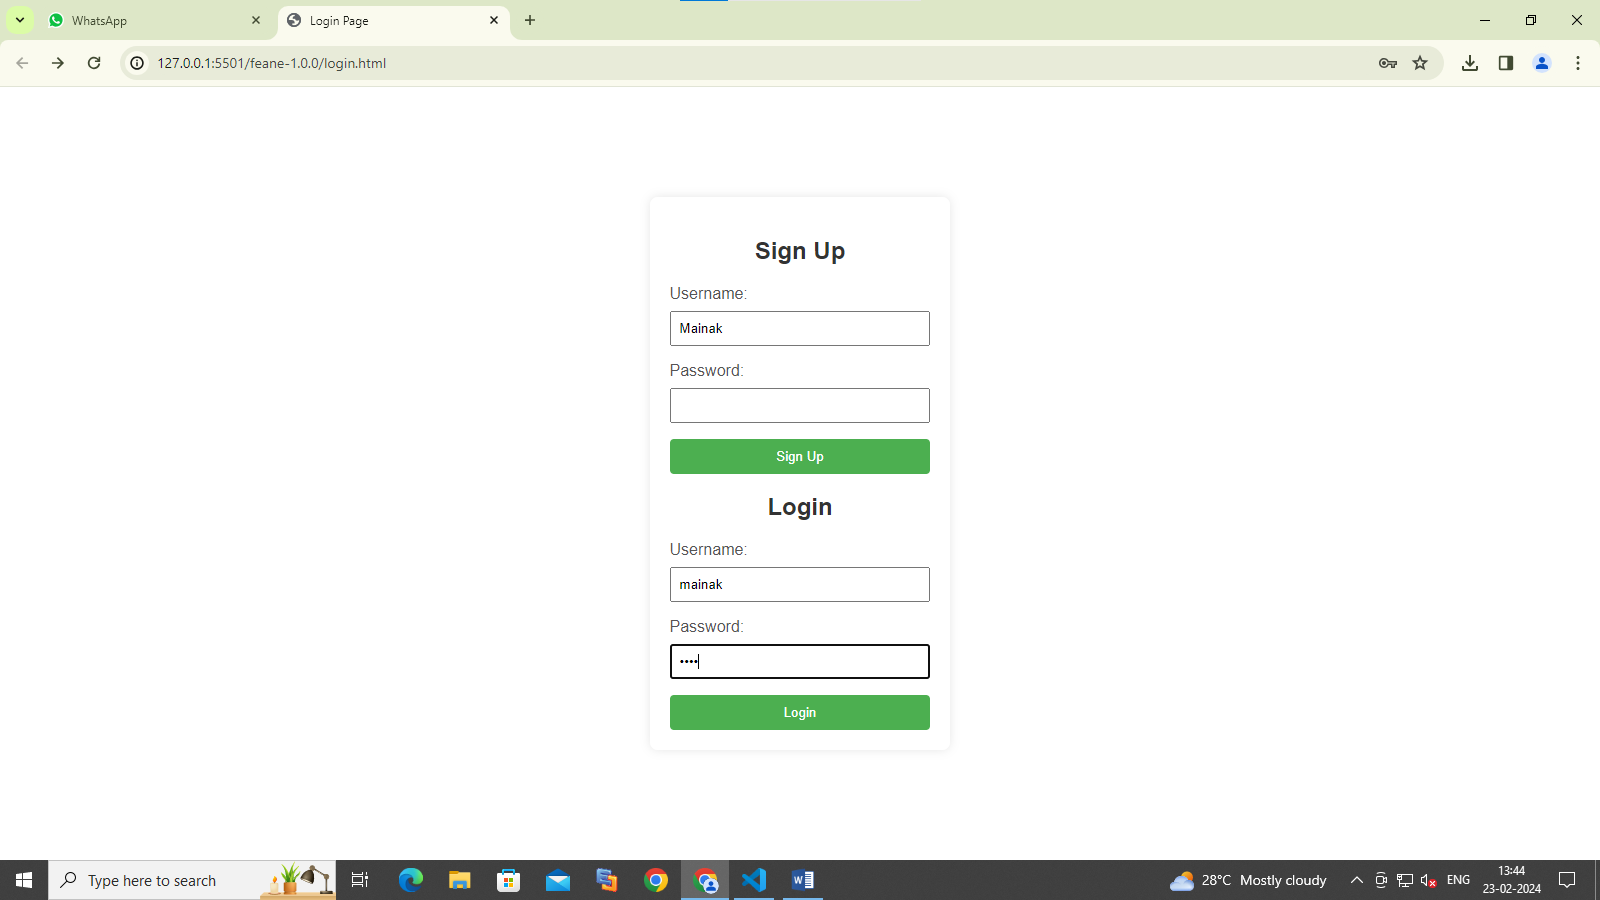 WhatsApp
Login Page
127.0.0.1:5501/feane-1.0.0/login.html
Sign Up
Username:
Mainak
Password:
Sign Up
Login
Username:
mainak
Password:
••••
Login
Type here to search
28°C Mostly cloudy
ENG
13:44
23-02-2024